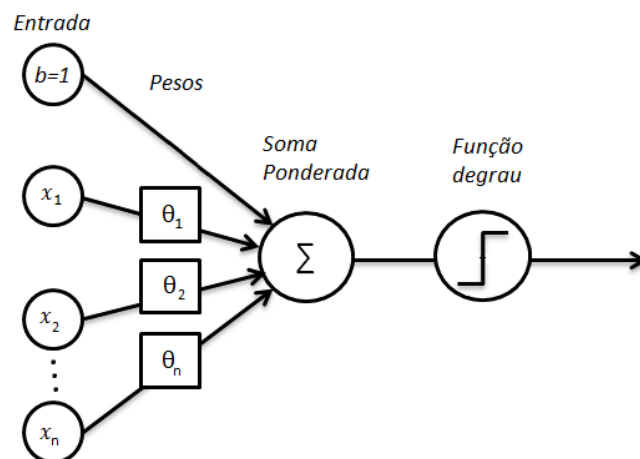 Entrada
b=1
Pesos
Soma
Ponderada
Função
degrau
x₁
θ₁
Σ
x₂
θ₂
θₙ
xₙ